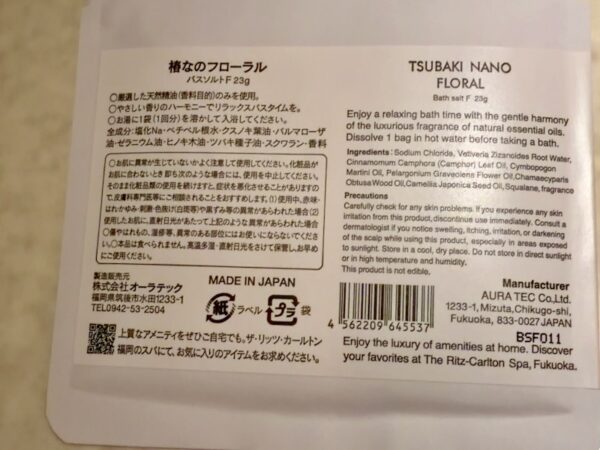 椿なのフローラル
バスソルトF 23g
○厳選した天然精油(香料目的)のみを使用。
○やさしい香りのハーモニーでリラックスバスタイムを。
○お湯に1袋(1回分)を溶かして入浴してください。
全成分:塩化Na・ベチベル根水・クスノキ葉油・パルマローザ
油・ゼラニウム油・ヒノキ木油・ツバキ種子油・スクワラン・香料
○お肌に異常が生じていないかよく注意して使用してください。化粧品が
お肌に合わないとき即ち次のような場合には、使用を中止してください。
そのまま化粧品類の使用を続けますと、症状を悪化させることがありますの
で、皮膚科専門医等にご相談されることをおすすめします。(1)使用中、赤味・
はれ・かゆみ・刺激・色抜け(白斑等)や黒ずみ等の異常があらわれた場合(2)
使用したお肌に、直射日光があたって上記のような異常があらわれた場合
○傷やはれもの、湿疹等、異常のある部位にはお使いにならないでくださ
い。○本品は食べられません。高温多湿・直射日光をさけて保管し、お早め
にご使用ください。
製造販売元
株式会社 オーラテック
福岡県筑後市水田1233-1
TEL0942-53-2504
MADE IN JAPAN
紙 ラベル プラ 袋
上質なアメニティをぜひご自宅でも。ザ・リッツ・カールトン
福岡のスパにて、お気に入りのアイテムをお求めください。
TSUBAKI NANO
FLORAL
Bath salt F 23g
Enjoy a relaxing bath time with the gentle harmony
of the luxurious fragrance of natural essential oils.
Dissolve 1 bag in hot water before taking a bath.
Ingredients: Sodium Chloride, Vetiveria Zizanoides Root Water,
Cinnamomum Camphora (Camphor) Leaf Oil, Cymbopogon
Martini Oil, Pelargonium Graveolens Flower Oil, Chamaecyparis
Obtusa Wood Oil, Camellia Japonica Seed Oil, Squalane, fragrance
Precautions
Carefully check for any skin problems. If you experience any skin
irritation from this product, discontinue use immediately. Consult a
dermatologist if you notice swelling, itching, irritation, or darkening
of the scalp while using this product, especially in areas exposed
to sunlight. Store in a cool, dry place. Do not store in direct sunlight
or in high temperature and humidity.
This product is not edible.
4 562209 645537
Manufacturer
AURA TEC Co,Ltd.
1233-1,Mizuta,Chikugo-shi,
Fukuoka, 833-0027JAPAN
BSF011
Enjoy the luxury of amenities at home. Discover
your favorites at The Ritz-Carlton Spa, Fukuoka.